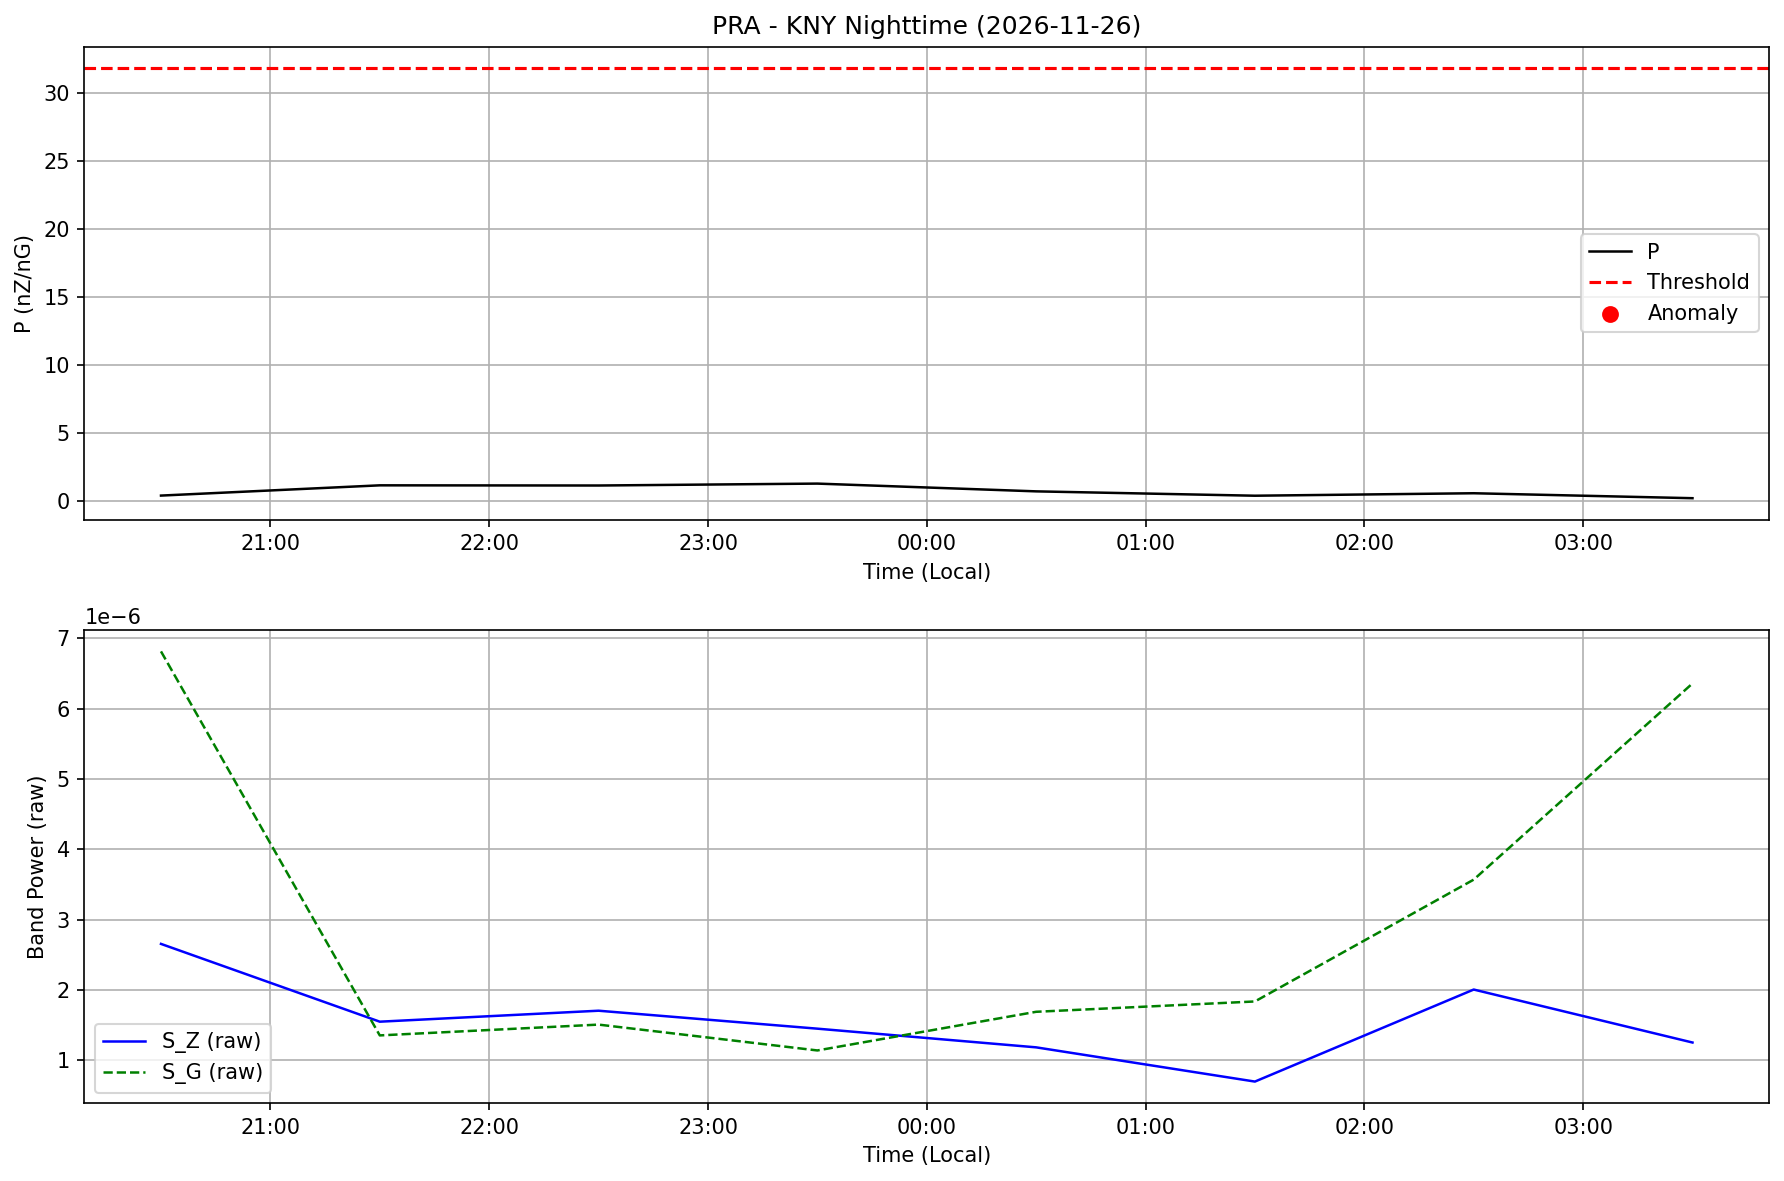 PRA - KNY Nighttime (2026-11-26)
P (nZ/nG)
30
25
20
15
10
5
0
P
Threshold
Anomaly
21:00 22:00 23:00 00:00 01:00 02:00 03:00
Time (Local)
1e−6
Band Power (raw)
7
6
5
4
3
2
1
S_Z (raw)
S_G (raw)
21:00 22:00 23:00 00:00 01:00 02:00 03:00
Time (Local)